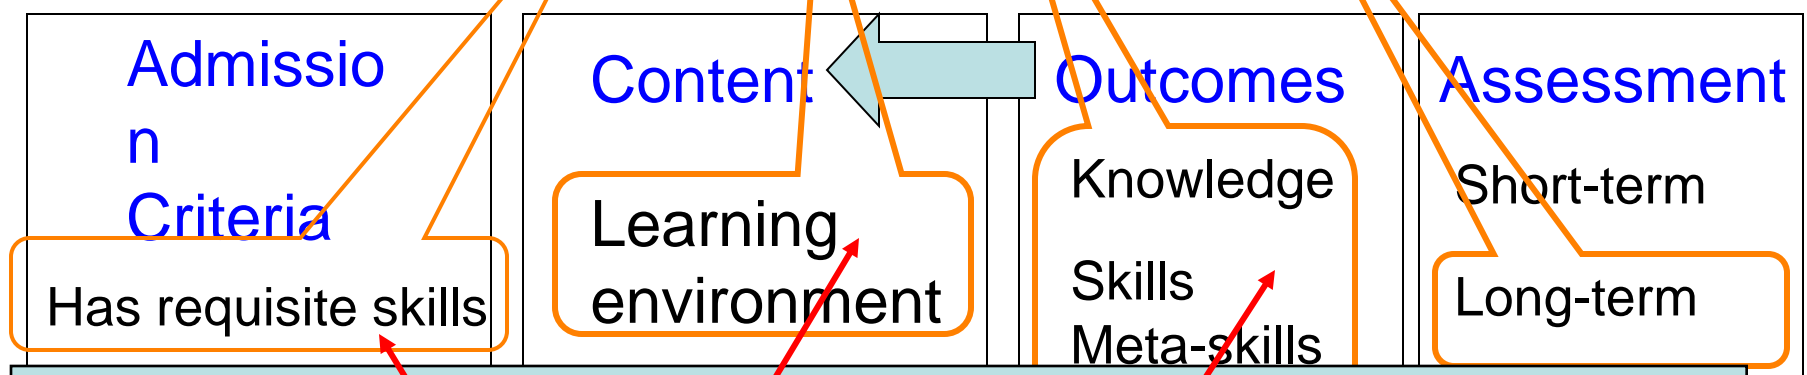 Admissio
n
Criteria
Has requisite skills
Content
Learning
environment
Outcomes
Knowledge
Skills
Meta-skills
Assessment
Short-term
Long-term